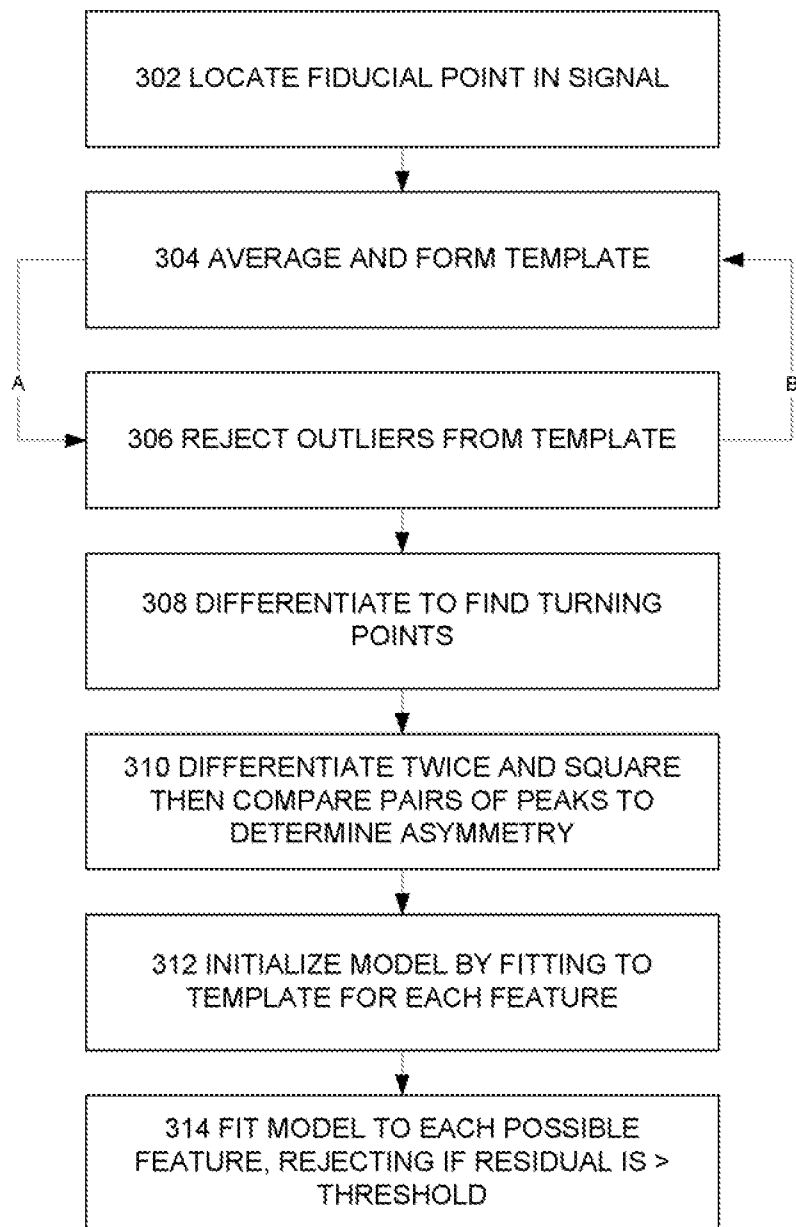 302 LOCATE FIDUCIAL POINT IN SIGNAL
304 AVERAGE AND FORM TEMPLATE
A
B
306 REJECT OUTLIERS FROM TEMPLATE
308 DIFFERENTIATE TO FIND TURNING
POINTS
310 DIFFERENTIATE TWICE AND SQUARE
THEN COMPARE PAIRS OF PEAKS TO
DETERMINE ASYMMETRY
312 INITIALIZE MODEL BY FITTING TO
TEMPLATE FOR EACH FEATURE
314 FIT MODEL TO EACH POSSIBLE
FEATURE, REJECTING IF RESIDUAL IS >
THRESHOLD